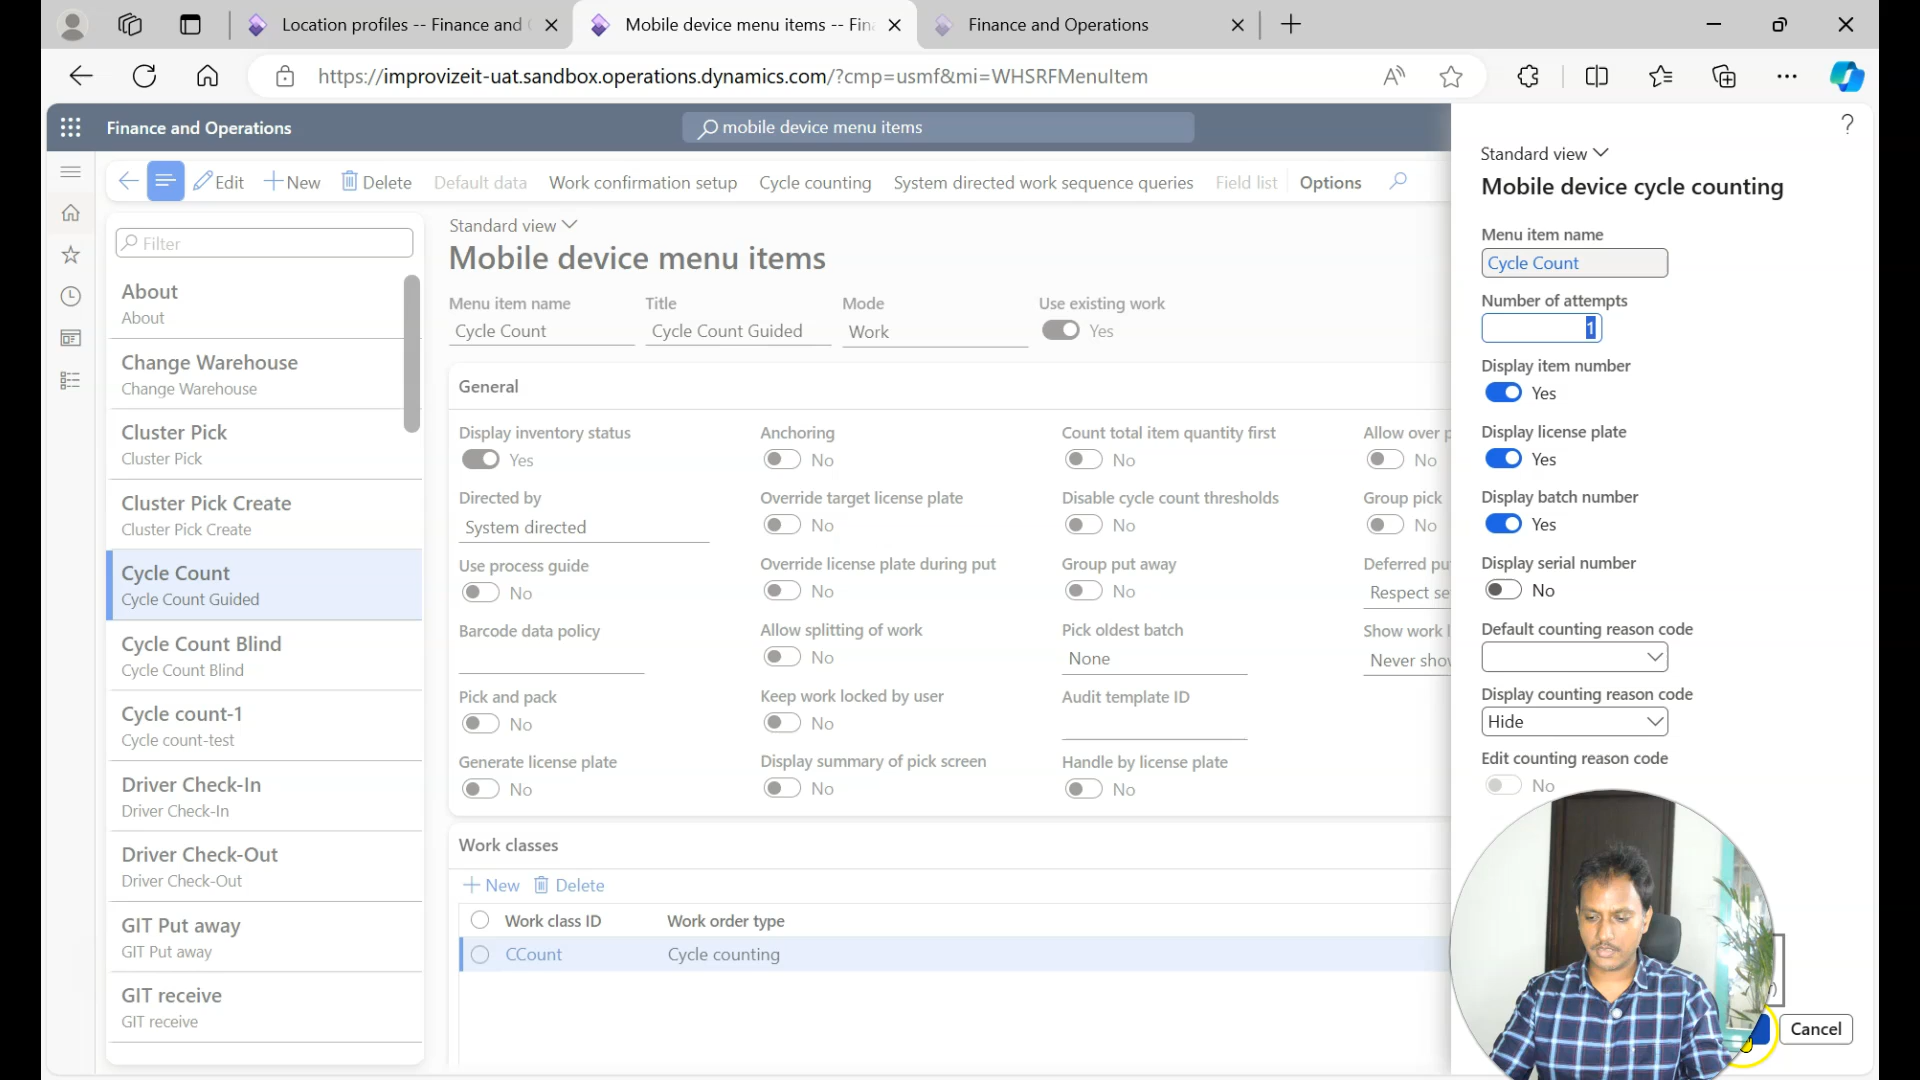 Location profiles -- Finance and
Mobile device menu items -- Fin
Finance and Operations
https://improvizeit-uat.sandbox.operations.dynamics.com/?cmp=usmf&mi=WHSRFMenuItem
Finance and Operations
mobile device menu items
Edit
New
Delete
Default data
Work confirmation setup
Cycle counting
System directed work sequence queries
Field list
Options
Filter
About
About
Change Warehouse
Change Warehouse
Cluster Pick
Cluster Pick
Cluster Pick Create
Cluster Pick Create
Cycle Count
Cycle Count Guided
Cycle Count Blind
Cycle Count Blind
Cycle count-1
Cycle count-test
Driver Check-In
Driver Check-In
Driver Check-Out
Driver Check-Out
GIT Put away
GIT Put away
GIT receive
GIT receive
Standard view
Mobile device menu items
Menu item name
Title
Mode
Use existing work
Cycle Count
Cycle Count Guided
Work
Yes
General
Display inventory status
Yes
Directed by
System directed
Use process guide
No
Barcode data policy
Pick and pack
No
Generate license plate
No
Anchoring
No
Override target license plate
No
Override license plate during put
No
Allow splitting of work
No
Keep work locked by user
No
Display summary of pick screen
No
Count total item quantity first
No
Disable cycle count thresholds
No
Group put away
No
Pick oldest batch
None
Audit template ID
Handle by license plate
No
Allow over p
No
Group pick
No
Deferred pu
Respect se
Show work l
Never sho
Work classes
New
Delete
Work class ID
Work order type
CCount
Cycle counting
?
Standard view
Mobile device cycle counting
Menu item name
Cycle Count
Number of attempts
1
Display item number
Yes
Display license plate
Yes
Display batch number
Yes
Display serial number
No
Default counting reason code
Display counting reason code
Hide
Edit counting reason code
No
Cancel